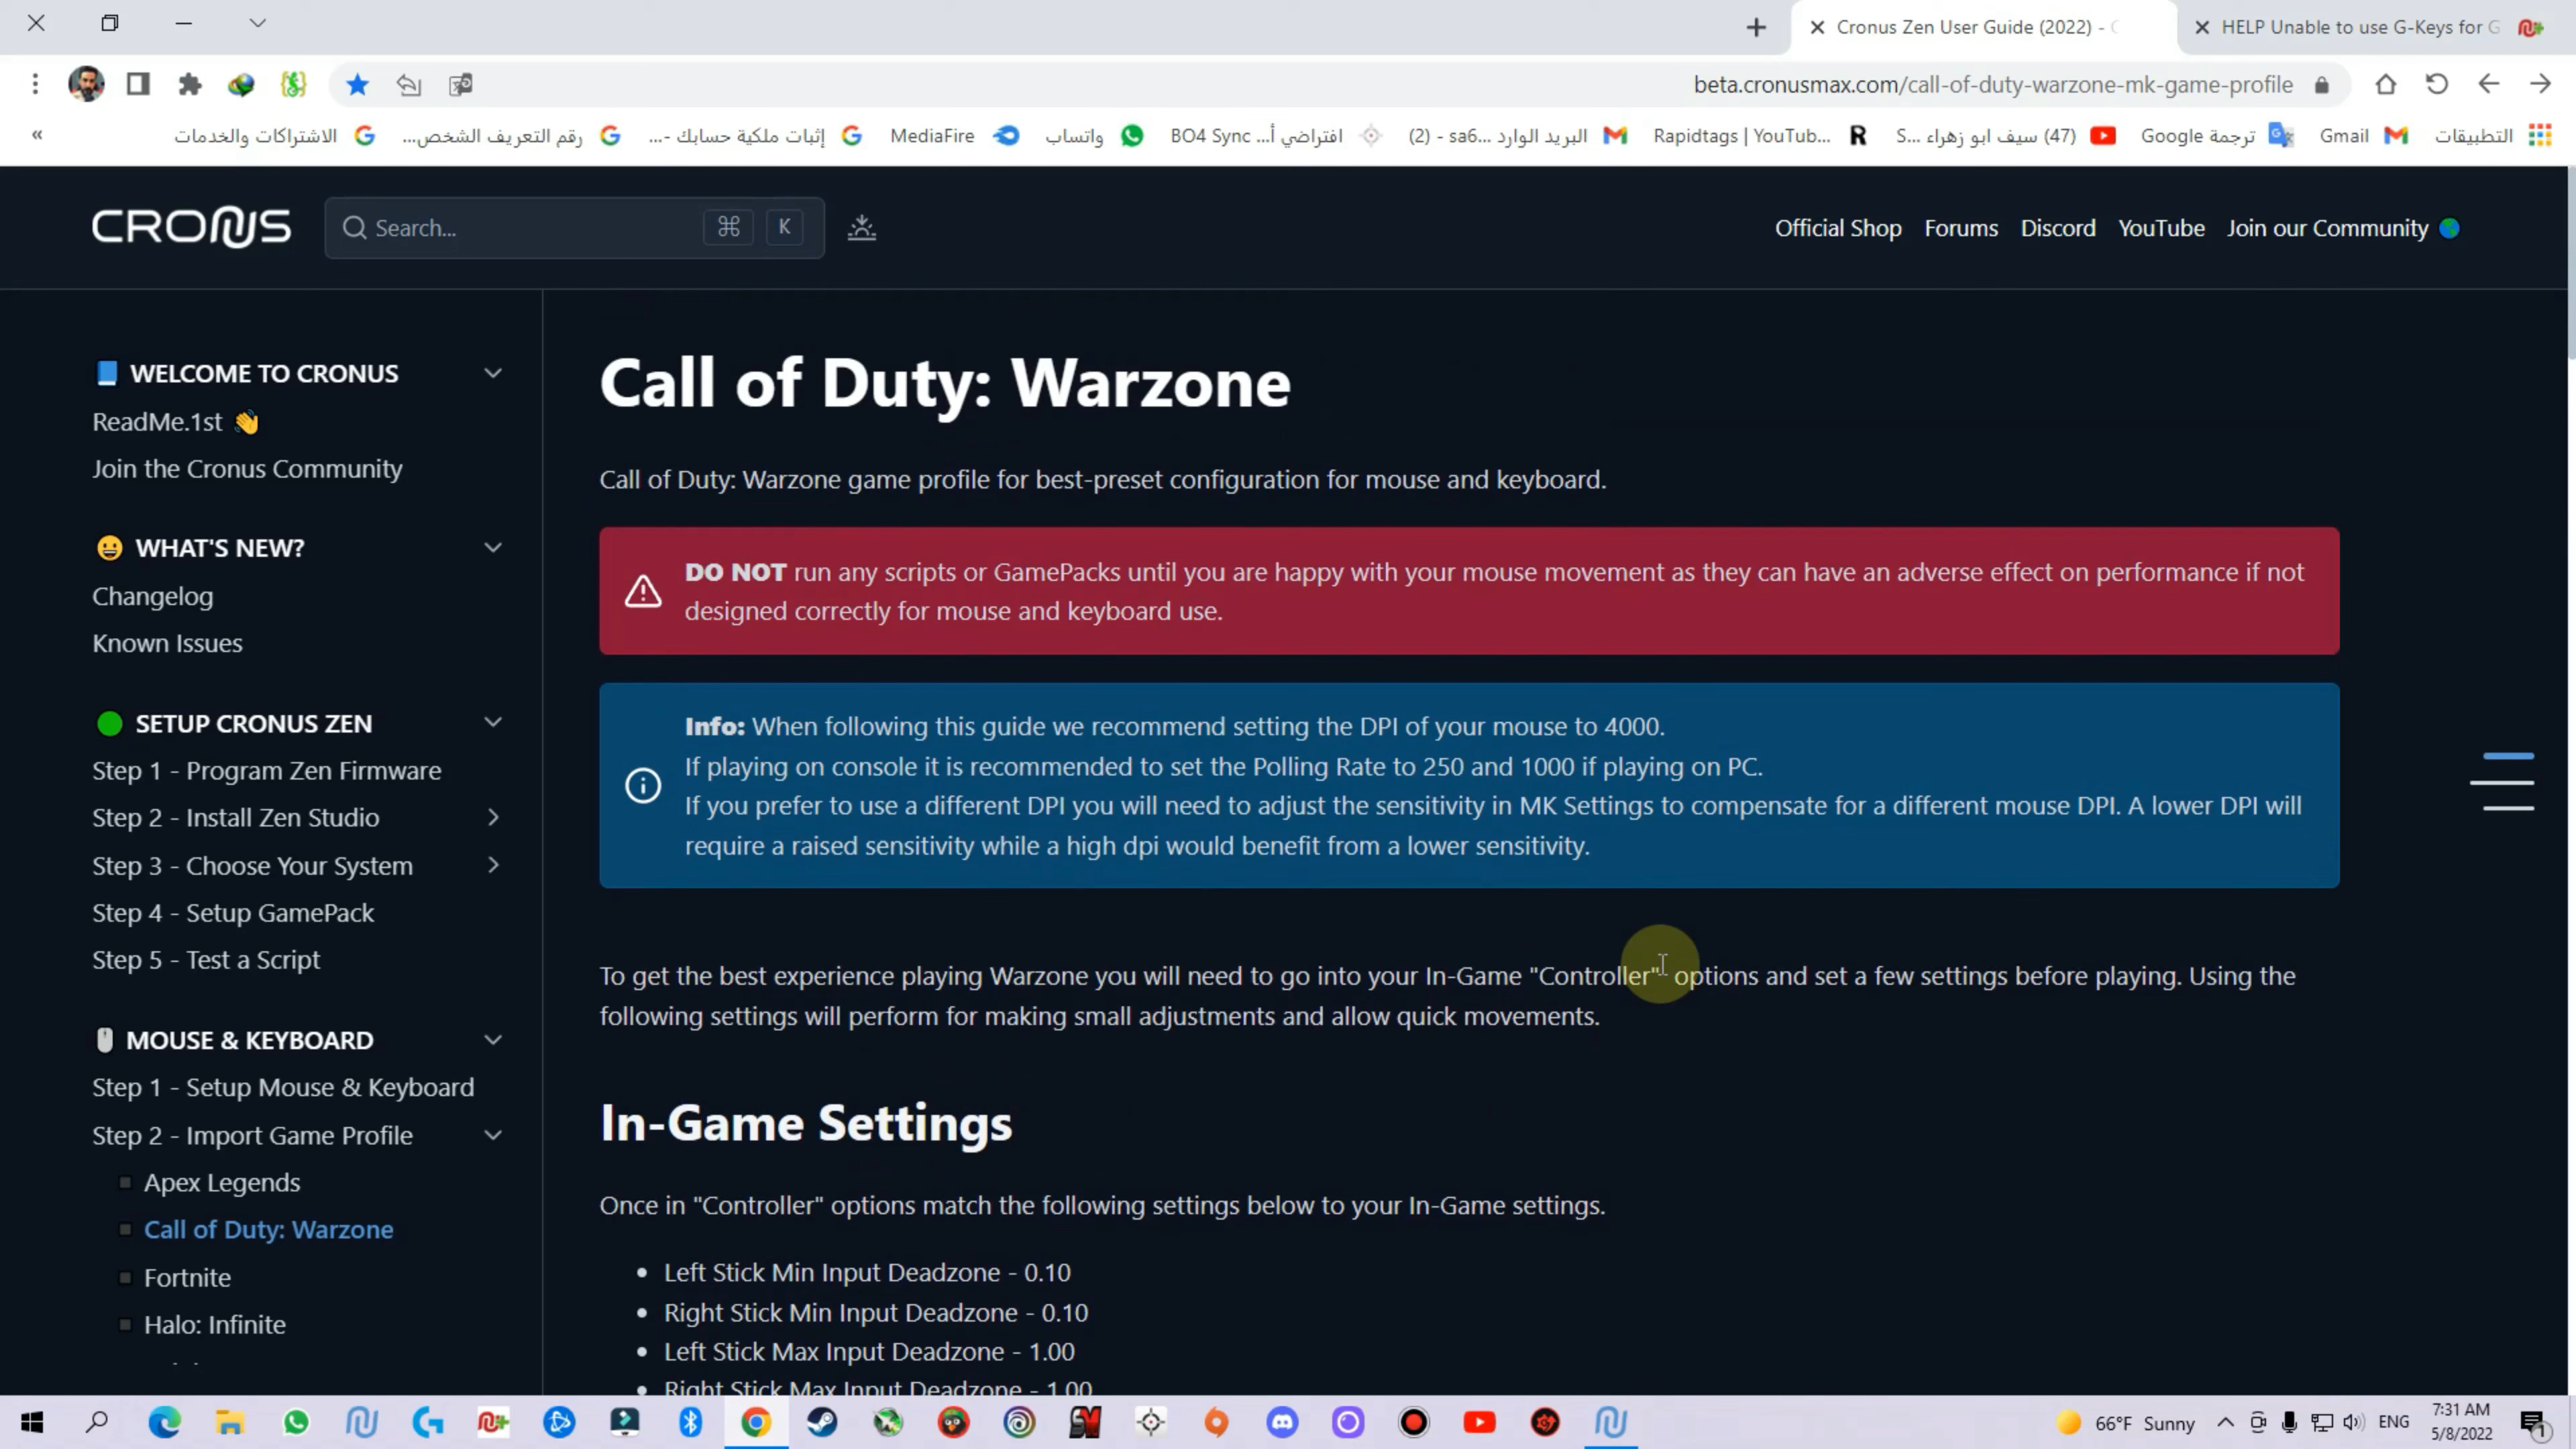 Cronus Zen User Guide (2022) -
HELP Unable to use G-Keys for G
beta.cronusmax.com/call-of-duty-warzone-mk-game-profile
التطبيقات
Gmail
ترجمة Google
(47) سيف ابو زهراء - S...
Rapidtags | YouTub...
البريد الوارد (2) - sa6...
BO4 Sync افتراضي أ...
واتساب
MediaFire
إثبات ملكية حسابك -...
رقم التعريف الشخص...
الاشتراكات والخدمات
«
CRONUS
Search...
⌘ K
Official Shop Forums Discord YouTube Join our Community
WELCOME TO CRONUS
ReadMe.1st
Join the Cronus Community
WHAT'S NEW?
Changelog
Known Issues
SETUP CRONUS ZEN
Step 1 - Program Zen Firmware
Step 2 - Install Zen Studio
Step 3 - Choose Your System
Step 4 - Setup GamePack
Step 5 - Test a Script
MOUSE & KEYBOARD
Step 1 - Setup Mouse & Keyboard
Step 2 - Import Game Profile
Apex Legends
Call of Duty: Warzone
Fortnite
Halo: Infinite
Call of Duty: Warzone
Call of Duty: Warzone game profile for best-preset configuration for mouse and keyboard.
DO NOT run any scripts or GamePacks until you are happy with your mouse movement as they can have an adverse effect on performance if not
designed correctly for mouse and keyboard use.
Info: When following this guide we recommend setting the DPI of your mouse to 4000.
If playing on console it is recommended to set the Polling Rate to 250 and 1000 if playing on PC.
If you prefer to use a different DPI you will need to adjust the sensitivity in MK Settings to compensate for a different mouse DPI. A lower DPI will
require a raised sensitivity while a high dpi would benefit from a lower sensitivity.
To get the best experience playing Warzone you will need to go into your In-Game "Controller" options and set a few settings before playing. Using the
following settings will perform for making small adjustments and allow quick movements.
In-Game Settings
Once in "Controller" options match the following settings below to your In-Game settings.
• Left Stick Min Input Deadzone - 0.10
• Right Stick Min Input Deadzone - 0.10
• Left Stick Max Input Deadzone - 1.00
• Right Stick Max Input Deadzone - 1.00
66°F Sunny
ENG
7:31 AM
5/8/2022
1